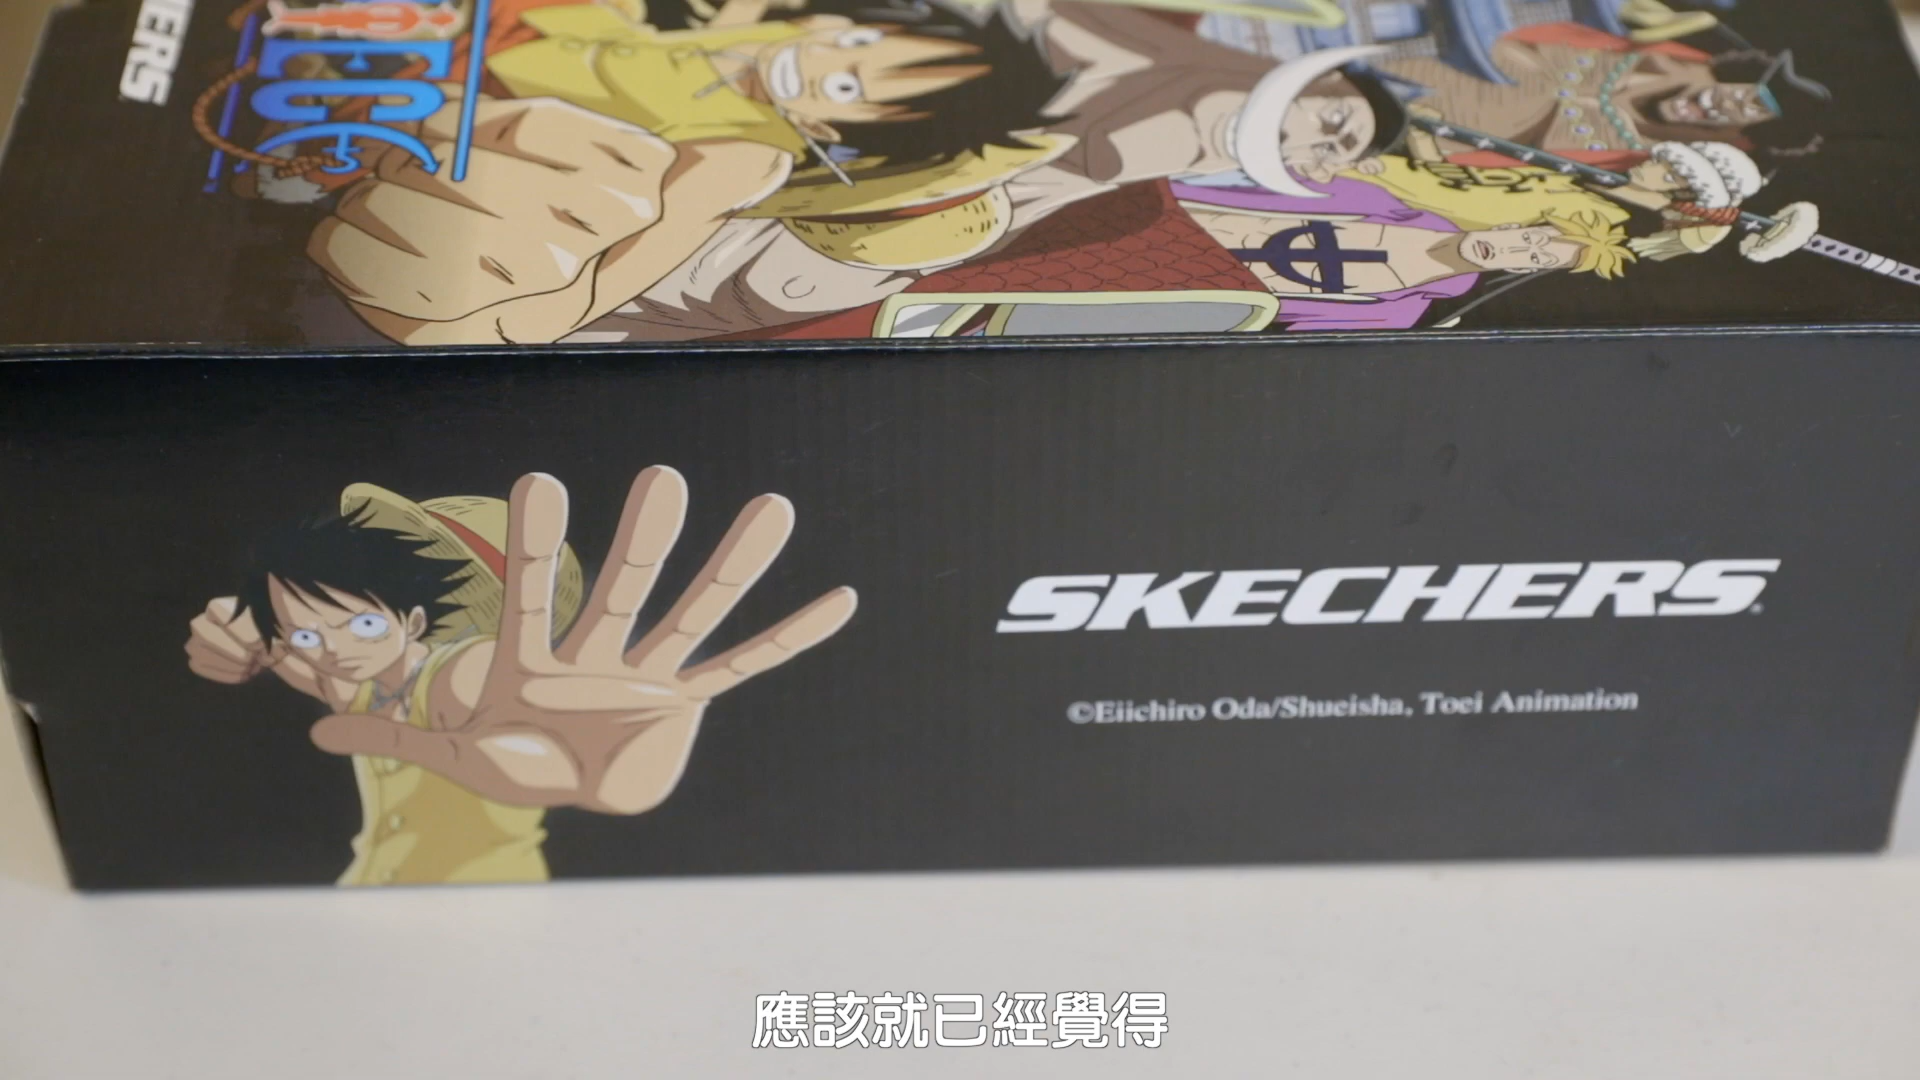 SKECHERS
©Eiichiro Oda/Shueisha, Toei Animation
應該就已經覺得